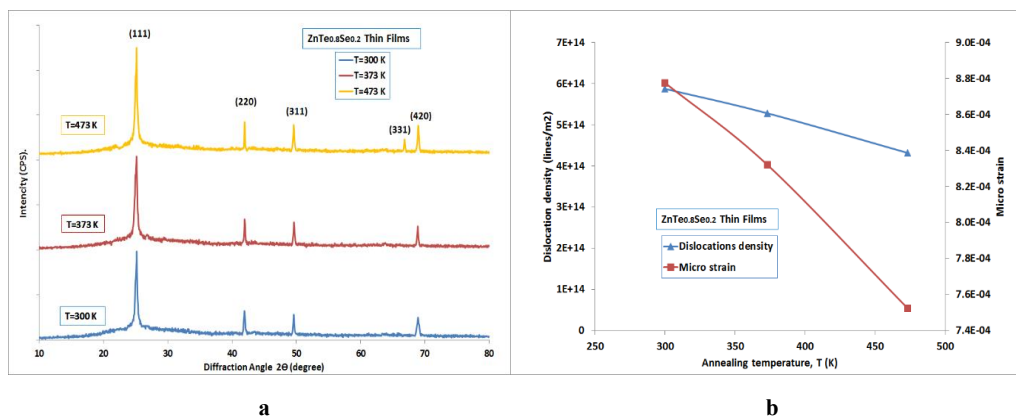 (111)
ZnTe0.8Se0.2 Thin Films
T=300 K
T=373 K
T=473 K
(220)
(311)
(331)
(420)
T=473 K
T=373 K
T=300 K
Intencity (CPS).
10 20 30 40 50 60 70 80
Diffraction Angle 2Θ (degree)
a
7E+14
6E+14
5E+14
4E+14
3E+14
2E+14
1E+14
0
Dislocation density (lines/m2)
9.0E-04
8.8E-04
8.6E-04
8.4E-04
8.2E-04
8.0E-04
7.8E-04
7.6E-04
7.4E-04
Micro strain
ZnTe0.8Se0.2 Thin Films
Dislocations density
Micro strain
250 300 350 400 450 500
Annealing temperature, T (K)
b